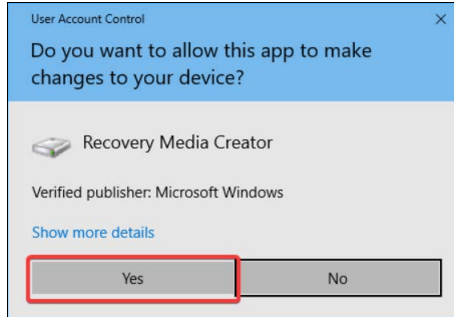 User Account Control
Do you want to allow this app to make
changes to your device?
Recovery Media Creator
Verified publisher: Microsoft Windows
Show more details
Yes
No